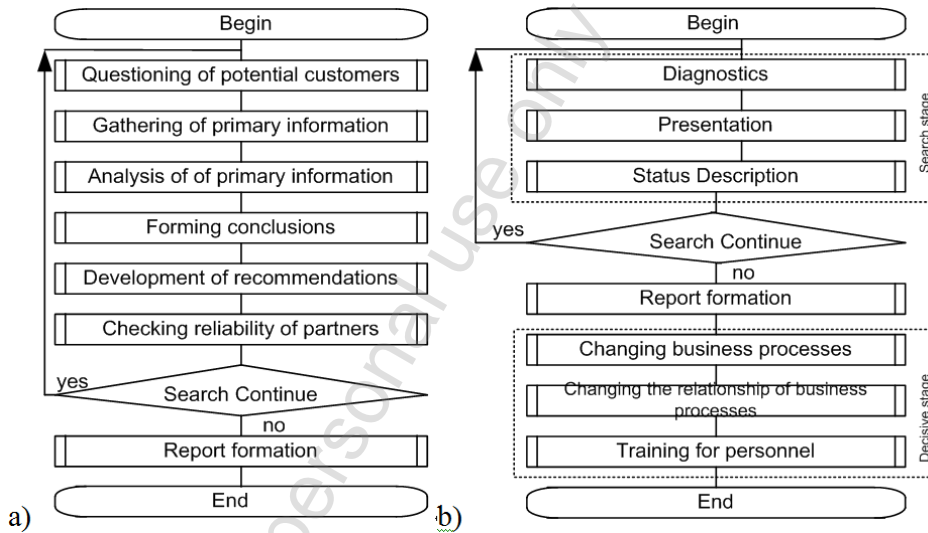 Begin
Questioning of potential customers
Gathering of primary information
Analysis of of primary information
Forming conclusions
Development of recommendations
Checking reliability of partners
yes
Search Continue
no
Report formation
End
a)
Begin
Diagnostics
Presentation
Status Description
Search stage
yes
Search Continue
no
Report formation
Changing business processes
Changing the relationship of business
processes
Training for personnel
Decisive stage
End
b)
personal use only